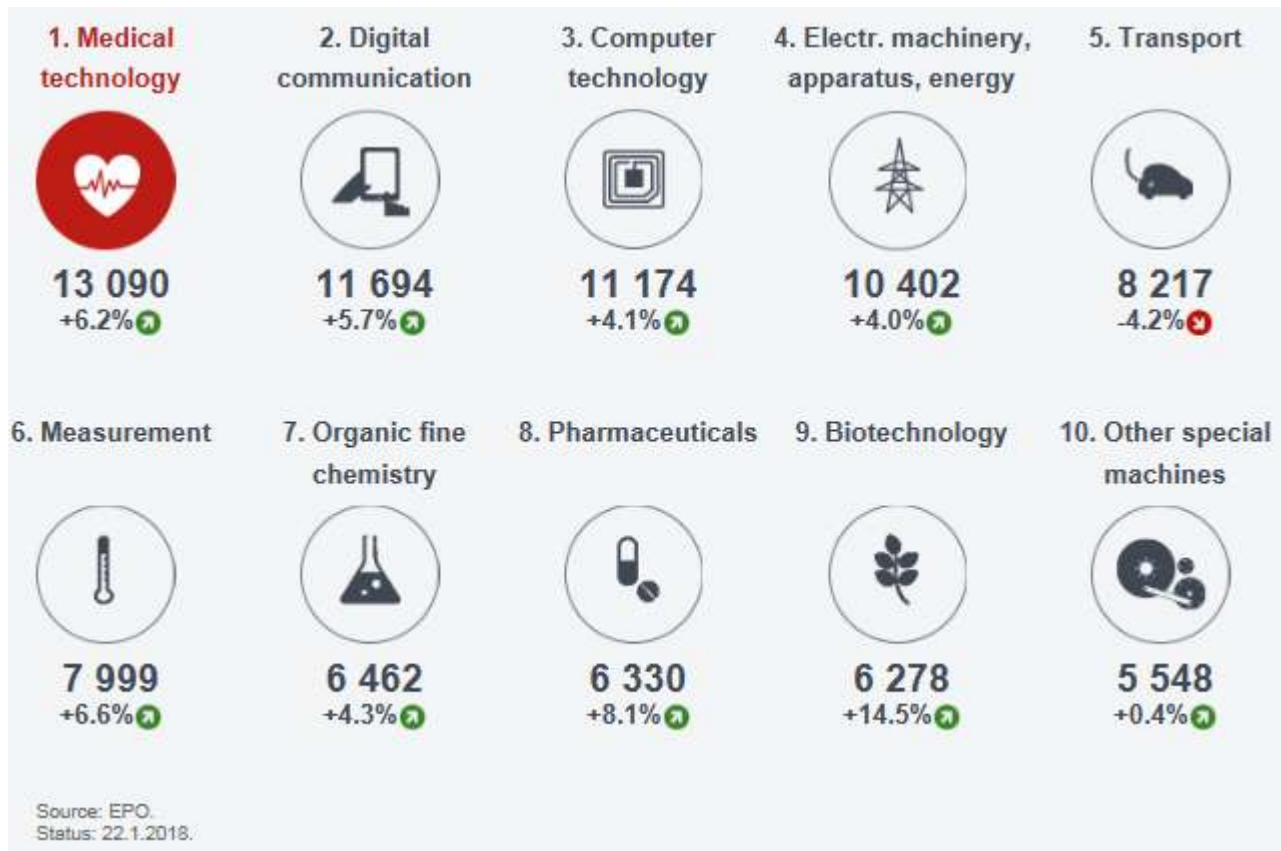 1. Medical
technology
13 090
+6.2%
2. Digital
communication
11 694
+5.7%
3. Computer
technology
11 174
+4.1%
4. Electr. machinery,
apparatus, energy
10 402
+4.0%
5. Transport
8 217
-4.2%
6. Measurement
7 999
+6.6%
7. Organic fine
chemistry
6 462
+4.3%
8. Pharmaceuticals
6 330
+8.1%
9. Biotechnology
6 278
+14.5%
10. Other special
machines
5 548
+0.4%
Source: EPO.
Status: 22.1.2018.